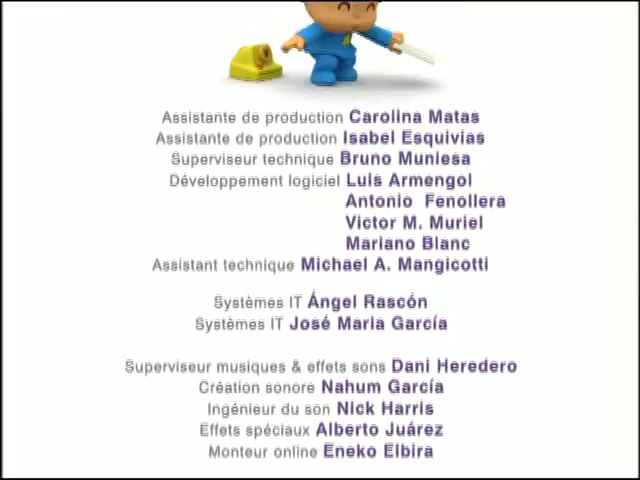 Assistante de production Carolina Matas
Assistante de production Isabel Esquivias
Superviseur technique Bruno Muniesa
Développement logiciel Luis Armengol
Antonio Fenollera
Victor M. Muriel
Mariano Blanc
Assistant technique Michael A. Mangicotti
Systèmes IT Ángel Rascón
Systèmes IT José Maria García
Superviseur musiques & effets sons Dani Heredero
Création sonore Nahum García
Ingénieur du son Nick Harris
Effets spéciaux Alberto Juárez
Monteur online Eneko Elbira